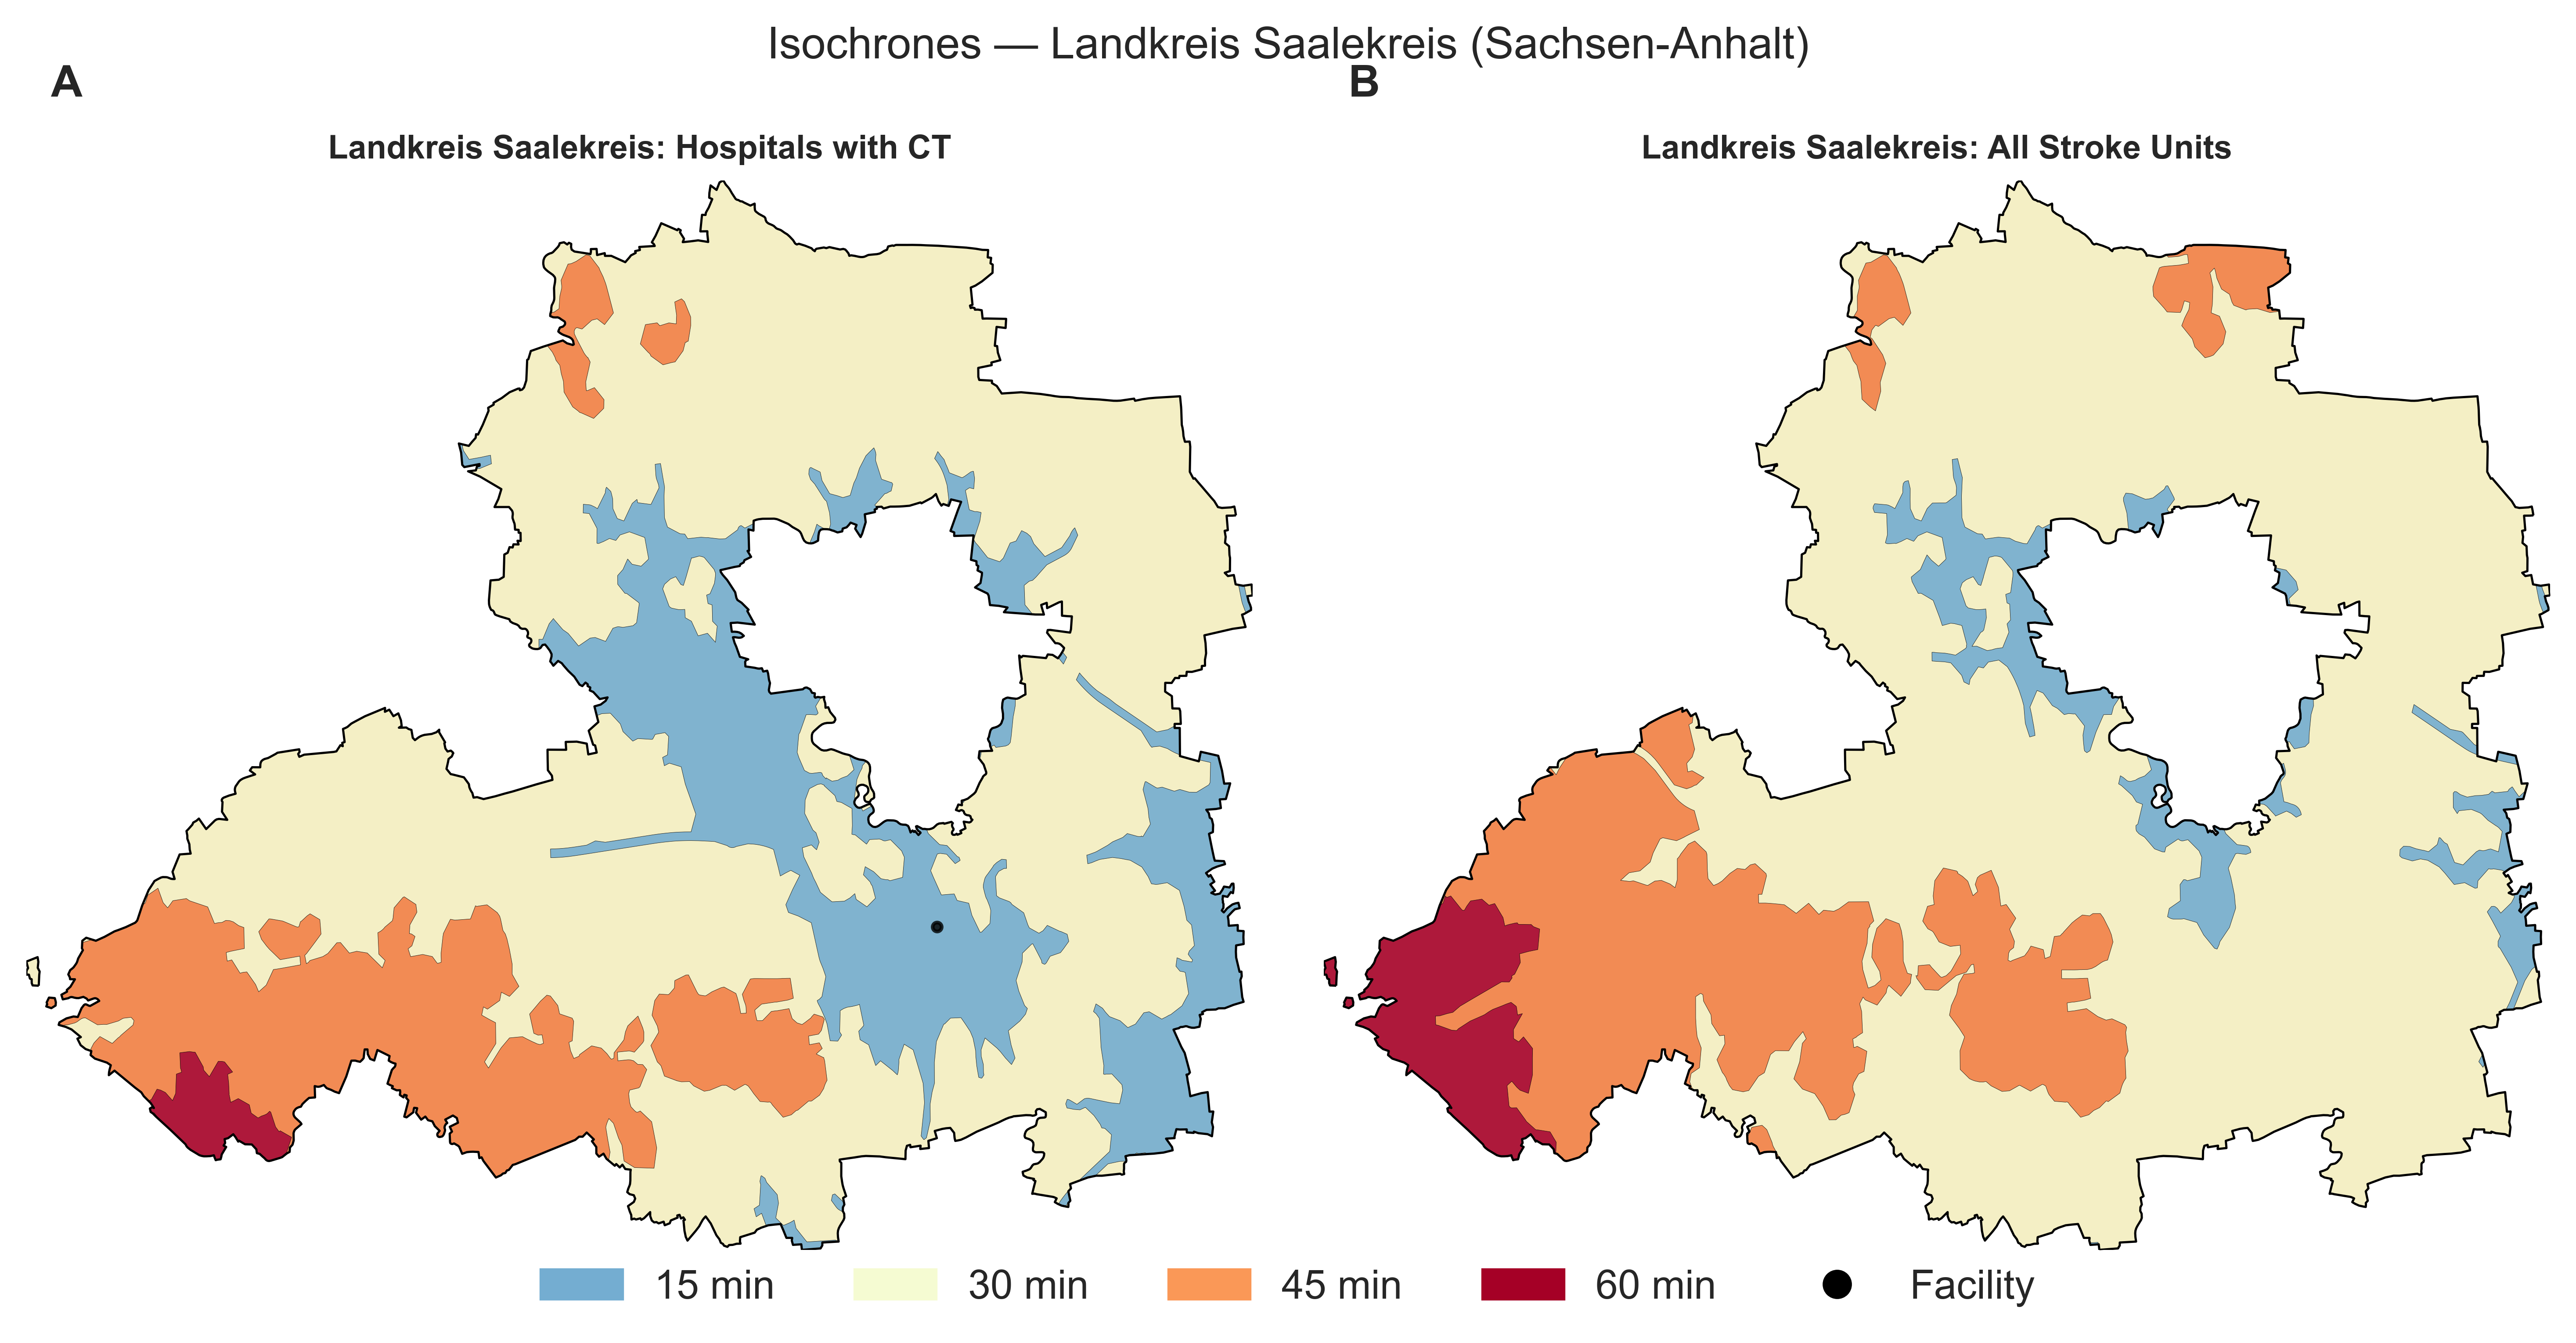 Isochrones — Landkreis Saalekreis (Sachsen-Anhalt)
A
B
Landkreis Saalekreis: Hospitals with CT
Landkreis Saalekreis: All Stroke Units
15 min
30 min
45 min
60 min
Facility